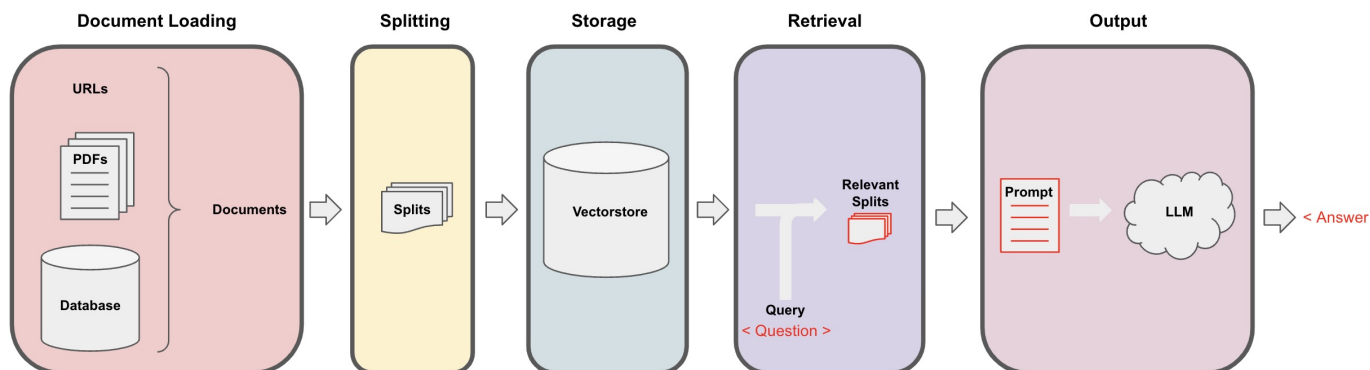 Document Loading
Splitting
Storage
Retrieval
Output
URLs
PDFs
Documents
Database
Splits
Vectorstore
Relevant
Splits
Query
< Question >
Prompt
LLM
< Answer